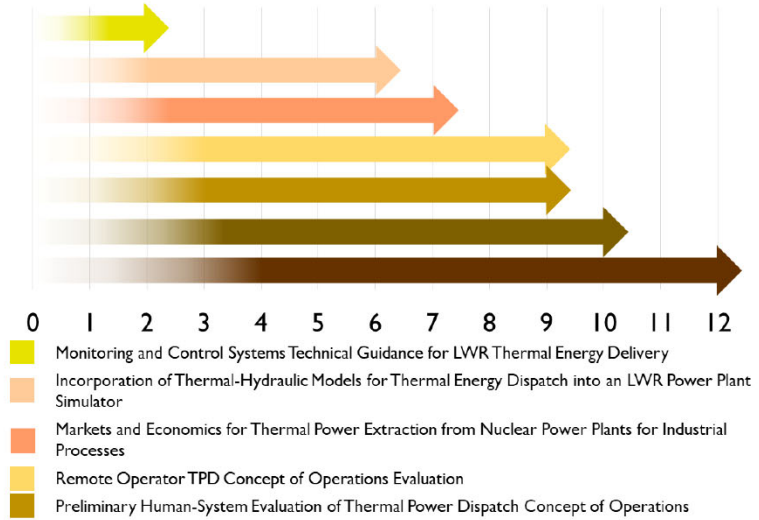 0 1 2 3 4 5 6 7 8 9 10 11 12
Monitoring and Control Systems Technical Guidance for LWR Thermal Energy Delivery
Incorporation of Thermal-Hydraulic Models for Thermal Energy Dispatch into an LWR Power Plant
Simulator
Markets and Economics for Thermal Power Extraction from Nuclear Power Plants for Industrial
Processes
Remote Operator TPD Concept of Operations Evaluation
Preliminary Human-System Evaluation of Thermal Power Dispatch Concept of Operations